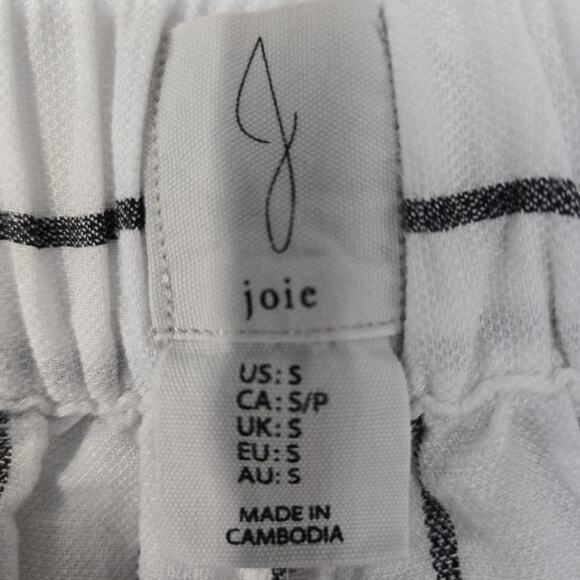 joie
US: S
CA: S/P
UK: S
EU: S
AU: S
MADE IN
CAMBODIA